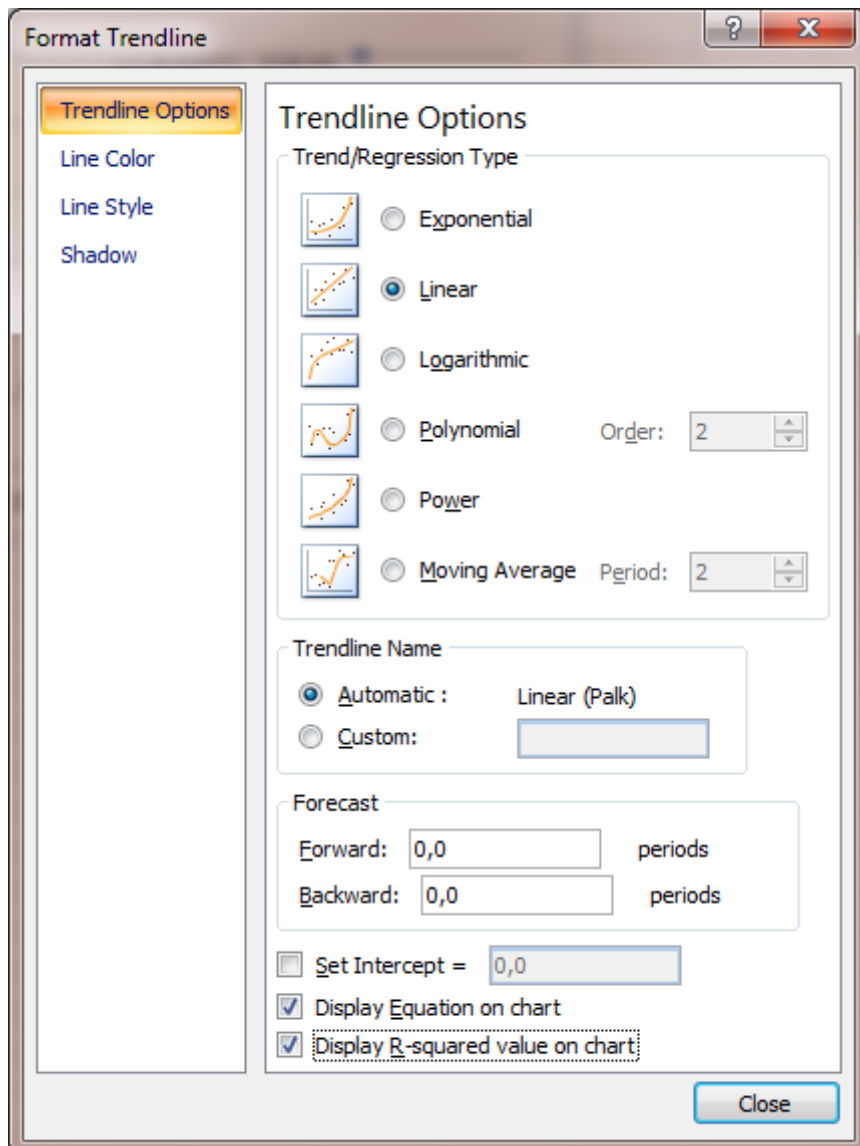 Format Trendline
Trendline Options
Line Color
Line Style
Shadow
Trendline Options
Trend/Regression Type
Exponential
Linear
Logarithmic
Polynomial Order: 2
Power
Moving Average Period: 2
Trendline Name
Automatic : Linear (Palk)
Custom:
Forecast
Forward: 0,0 periods
Backward: 0,0 periods
Set Intercept = 0,0
Display Equation on chart
Display R-squared value on chart
Close